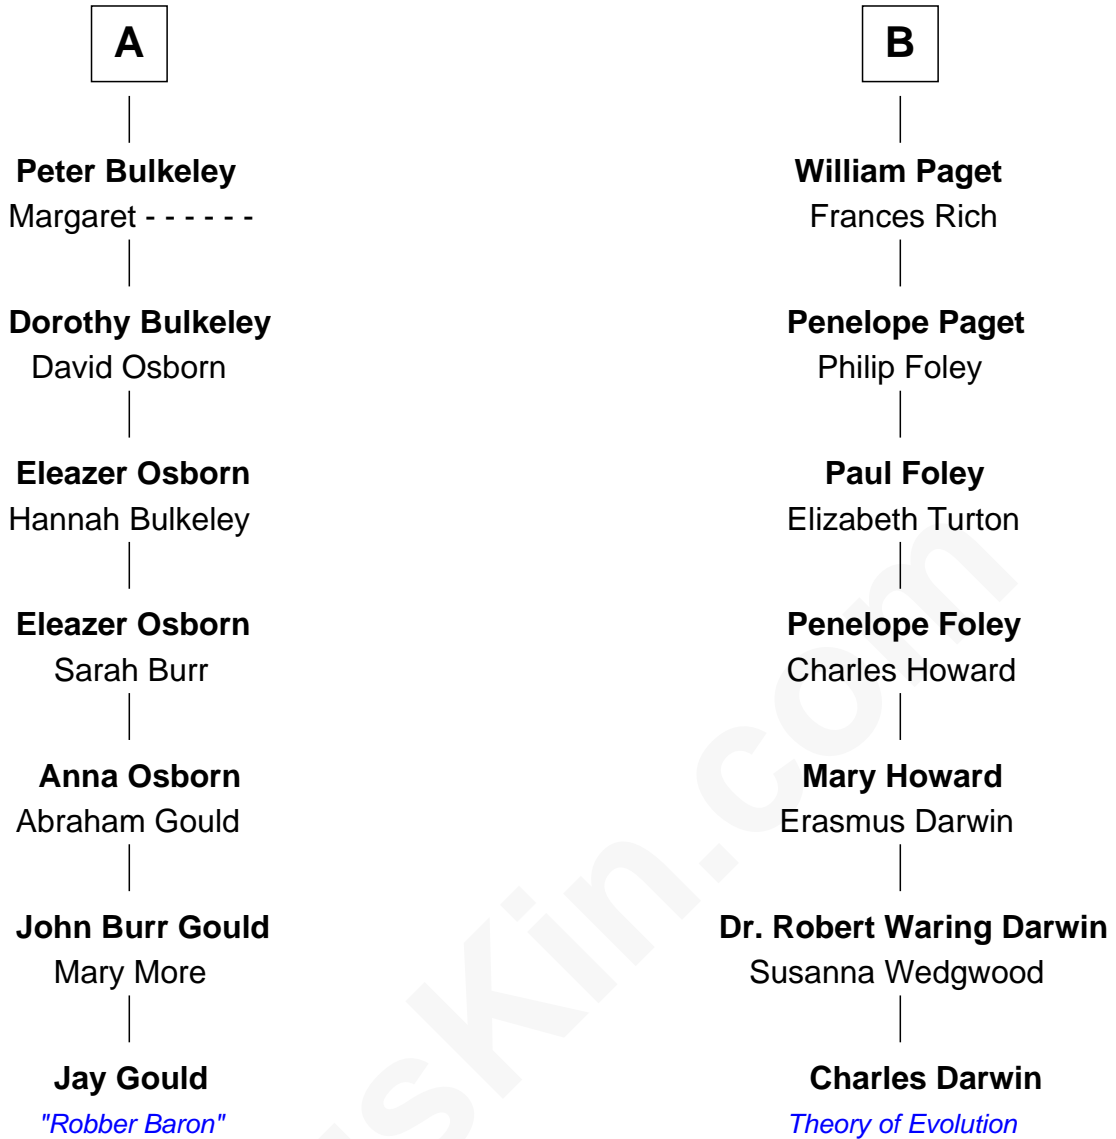 A
Peter Bulkeley
Margaret - - - - - -
Dorothy Bulkeley
David Osborn
Eleazer Osborn
Hannah Bulkeley
Eleazer Osborn
Sarah Burr
Anna Osborn
Abraham Gould
John Burr Gould
Mary More
Jay Gould
"Robber Baron"
B
William Paget
Frances Rich
Penelope Paget
Philip Foley
Paul Foley
Elizabeth Turton
Penelope Foley
Charles Howard
Mary Howard
Erasmus Darwin
Dr. Robert Waring Darwin
Susanna Wedgwood
Charles Darwin
Theory of Evolution